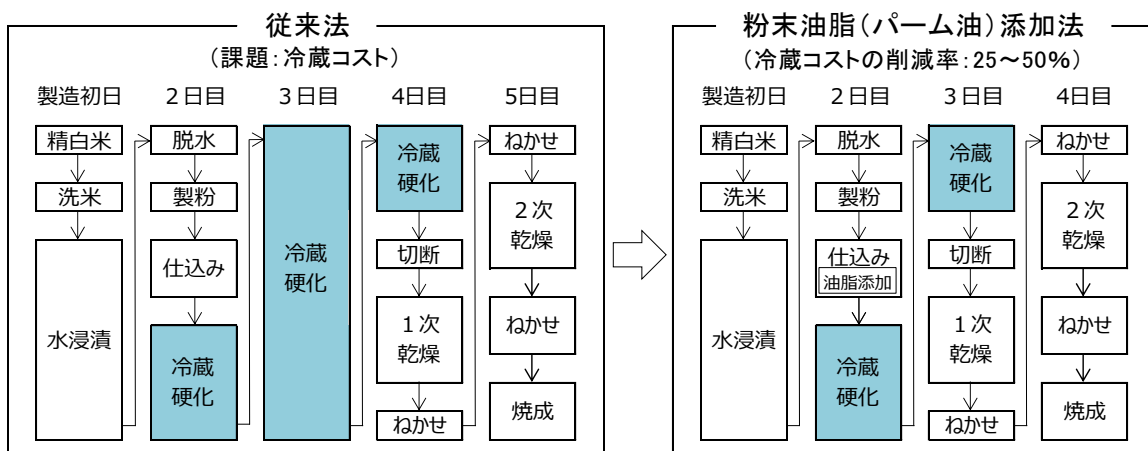 従来法
(課題:冷蔵コスト)
製造初日
2日目
3日目
4日目
5日目
精白米
洗米
水浸漬
脱水
製粉
仕込み
冷蔵
硬化
冷蔵
硬化
冷蔵
硬化
切断
1次
乾燥
ねかせ
ねかせ
2次
乾燥
ねかせ
焼成
粉末油脂(パーム油)添加法
(冷蔵コストの削減率:25~50%)
製造初日
2日目
3日目
4日目
精白米
洗米
水浸漬
脱水
製粉
仕込み
油脂添加
冷蔵
硬化
冷蔵
硬化
切断
1次
乾燥
ねかせ
ねかせ
2次
乾燥
ねかせ
焼成